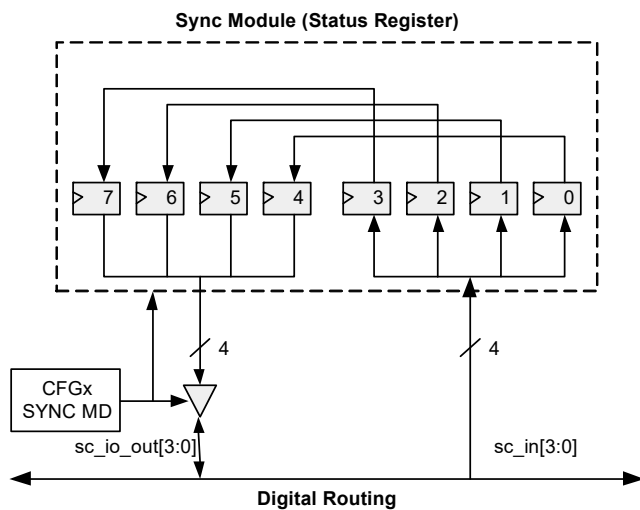 Sync Module (Status Register)
7 6 5 4 3 2 1 0
4 4
CFGx
SYNC MD
sc_io_out[3:0] sc_in[3:0]
Digital Routing